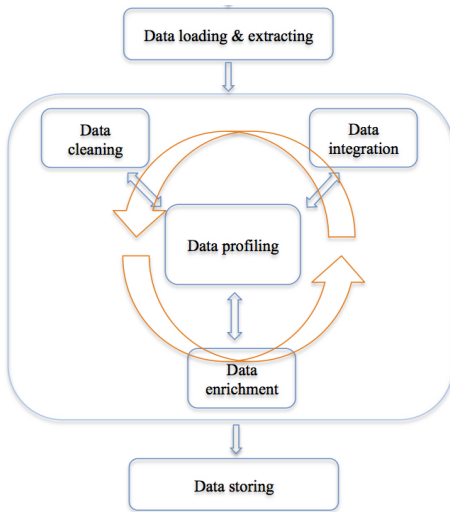 Data loading & extracting
Data
cleaning
Data
integration
Data profiling
Data
enrichment
Data storing